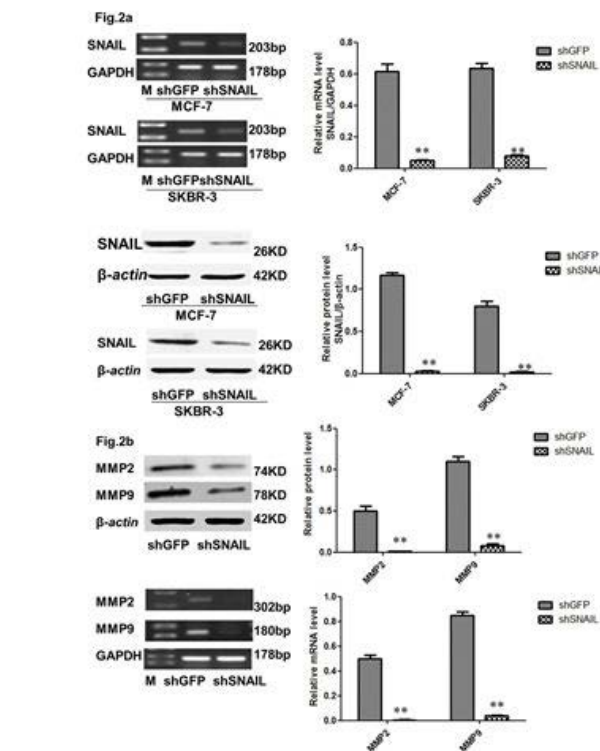 Fig.2a
SNAIL
203bp
GAPDH
178bp
M shGFP shSNAIL
MCF-7
SNAIL
203bp
GAPDH
178bp
M shGFPshSNAIL
SKBR-3
Relative mRNA level
SNAIL/GAPDH
0.8
0.6
0.4
0.2
0.0
**
**
MCF-7
SKBR-3
shGFP
shSNAIL
SNAIL
26KD
β-actin
42KD
shGFP shSNAIL
MCF-7
SNAIL
26KD
β-actin
42KD
shGFP shSNAIL
SKBR-3
Relative protein level
SNAIL/β-actin
1.5
1.0
0.5
0.0
**
**
MCF-7
SKBR-3
shGFP
shSNAI
Fig.2b
MMP2
74KD
MMP9
78KD
β-actin
42KD
shGFP shSNAIL
Relative protein level
1.5
1.0
0.5
0.0
**
**
MMP2
MMP9
shGFP
shSNAIL
MMP2
302bp
MMP9
180bp
GAPDH
178bp
M shGFP shSNAIL
Relative mRNA level
1.0
0.8
0.6
0.4
0.2
0.0
**
**
MMP2
MMP9
shGFP
shSNAIL